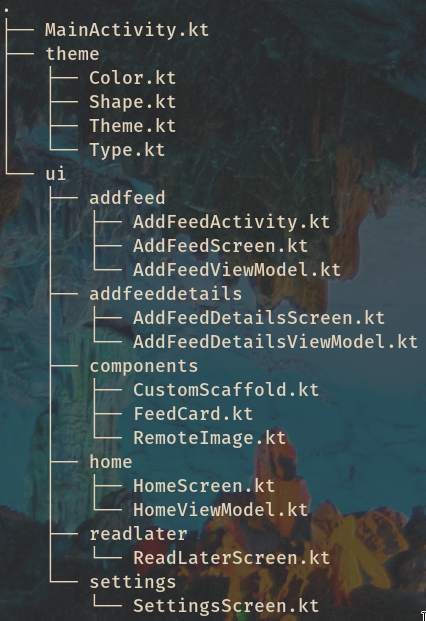 .
├── MainActivity.kt
├── theme
│   ├── Color.kt
│   ├── Shape.kt
│   ├── Theme.kt
│   └── Type.kt
└── ui
    ├── addfeed
    │   ├── AddFeedActivity.kt
    │   ├── AddFeedScreen.kt
    │   └── AddFeedViewModel.kt
    ├── addfeeddetails
    │   ├── AddFeedDetailsScreen.kt
    │   └── AddFeedDetailsViewModel.kt
    ├── components
    │   ├── CustomScaffold.kt
    │   ├── FeedCard.kt
    │   └── RemoteImage.kt
    ├── home
    │   ├── HomeScreen.kt
    │   └── HomeViewModel.kt
    ├── readlater
    │   └── ReadLaterScreen.kt
    └── settings
        └── SettingsScreen.kt